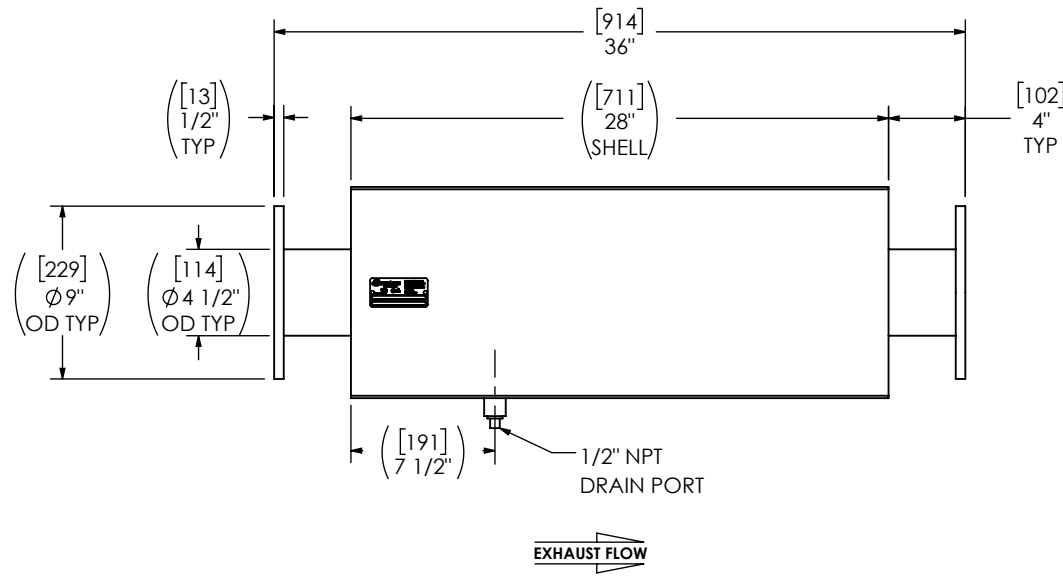 [914]
36"
[13]
1/2"
TYP
[711]
28"
SHELL
[102]
4"
TYP
[229]
Ø9"
OD TYP
[114]
Ø4 1/2"
OD TYP
[191]
7 1/2"
1/2" NPT
DRAIN PORT
EXHAUST FLOW